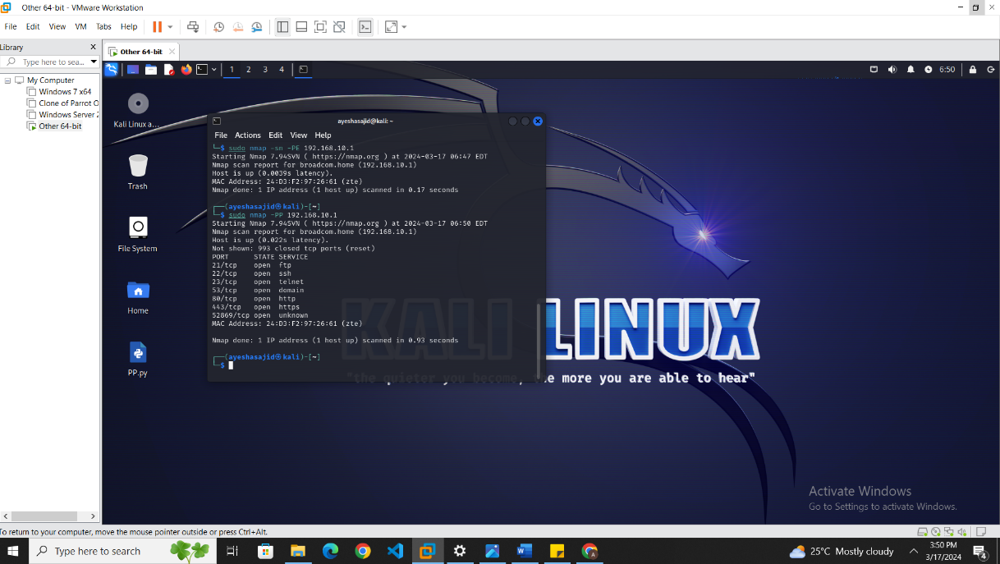 Other 64-bit - VMware Workstation
File Edit View VM Tabs Help
Library X
Type here to sea...
Other 64-bit
My Computer
Windows 7 x64
Clone of Parrot O
Windows Server 2
Other 64-bit
1 2 3 4
6:50
Kali Linux a...
Trash
File System
Home
PP.py
ayeshasajid@kali: ~
File Actions Edit View Help
└─$ sudo nmap -sn -PE 192.168.10.1
Starting Nmap 7.94SVN ( https://nmap.org ) at 2024-03-17 06:47 EDT
Nmap scan report for broadcom.home (192.168.10.1)
Host is up (0.0039s latency).
MAC Address: 24:D3:F2:97:26:61 (zte)
Nmap done: 1 IP address (1 host up) scanned in 0.17 seconds
┌──(ayeshasajid㉿kali)-[~]
└─$ sudo nmap -PP 192.168.10.1
Starting Nmap 7.94SVN ( https://nmap.org ) at 2024-03-17 06:50 EDT
Nmap scan report for broadcom.home (192.168.10.1)
Host is up (0.022s latency).
Not shown: 993 closed tcp ports (reset)
PORT STATE SERVICE
21/tcp open ftp
22/tcp open ssh
23/tcp open telnet
53/tcp open domain
80/tcp open http
443/tcp open https
52869/tcp open unknown
MAC Address: 24:D3:F2:97:26:61 (zte)
Nmap done: 1 IP address (1 host up) scanned in 0.93 seconds
┌──(ayeshasajid㉿kali)-[~]
└─$
KALI LINUX
"the quieter you become, the more you are able to hear"
Activate Windows
Go to Settings to activate Windows.
To return to your computer, move the mouse pointer outside or press Ctrl+Alt.
Type here to search
25°C Mostly cloudy
3:50 PM
3/17/2024
4